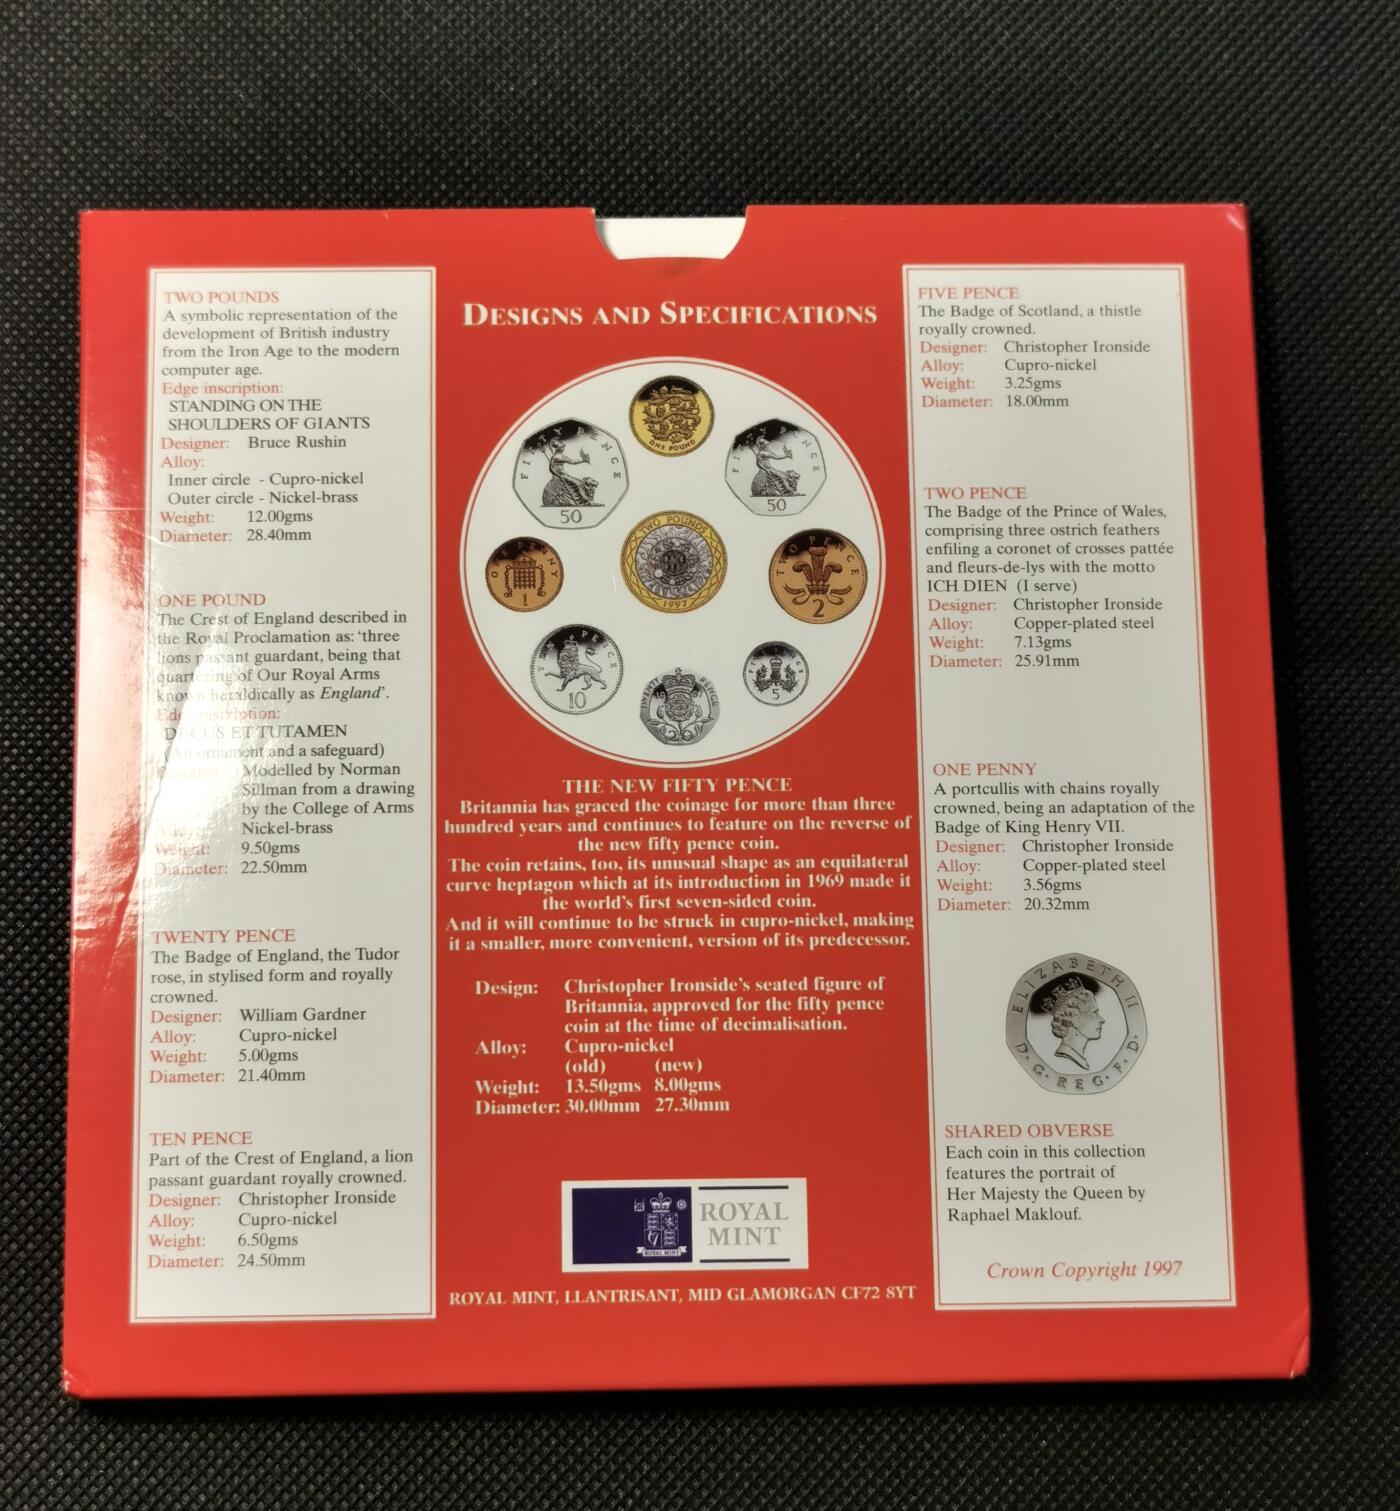 DESIGNS AND SPECIFICATIONS
TWO POUNDS
A symbolic representation of the
development of British industry
from the Iron Age to the modern
computer age.
Edge inscription:
STANDING ON THE
SHOULDERS OF GIANTS
Designer: Bruce Rushin
Alloy:
Inner circle - Cupro-nickel
Outer circle - Nickel-brass
Weight: 12.00gms
Diameter: 28.40mm
ONE POUND
The Crest of England described in
the Royal Proclamation as: ‘three
lions passant guardant, being that
quartering of Our Royal Arms
known heraldically as England’.
Edge inscription:
DECUS ET TUTAMEN
(An ornament and a safeguard)
Designer: Modelled by Norman
Sillman from a drawing
by the College of Arms
Alloy: Nickel-brass
Weight: 9.50gms
Diameter: 22.50mm
TWENTY PENCE
The Badge of England, the Tudor
rose, in stylised form and royally
crowned.
Designer: William Gardner
Alloy: Cupro-nickel
Weight: 5.00gms
Diameter: 21.40mm
TEN PENCE
Part of the Crest of England, a lion
passant guardant royally crowned.
Designer: Christopher Ironside
Alloy: Cupro-nickel
Weight: 6.50gms
Diameter: 24.50mm
ONE POUND
FIFTY PENCE
50
FIFTY PENCE
50
ONE PENNY
1
TWO POUNDS
1997
TWO PENCE
2
TEN PENCE
10
TWENTY PENCE
20
FIVE PENCE
5
THE NEW FIFTY PENCE
Britannia has graced the coinage for more than three
hundred years and continues to feature on the reverse of
the new fifty pence coin.
The coin retains, too, its unusual shape as an equilateral
curve heptagon which at its introduction in 1969 made it
the world's first seven-sided coin.
And it will continue to be struck in cupro-nickel, making
it a smaller, more convenient, version of its predecessor.
Design: Christopher Ironside's seated figure of
Britannia, approved for the fifty pence
coin at the time of decimalisation.
Alloy: Cupro-nickel
(old) (new)
Weight: 13.50gms 8.00gms
Diameter: 30.00mm 27.30mm
ROYAL MINT
ROYAL
MINT
ROYAL MINT, LLANTRISANT, MID GLAMORGAN CF72 8YT
FIVE PENCE
The Badge of Scotland, a thistle
royally crowned.
Designer: Christopher Ironside
Alloy: Cupro-nickel
Weight: 3.25gms
Diameter: 18.00mm
TWO PENCE
The Badge of the Prince of Wales,
comprising three ostrich feathers
enfiling a coronet of crosses pattée
and fleurs-de-lys with the motto
ICH DIEN (I serve)
Designer: Christopher Ironside
Alloy: Copper-plated steel
Weight: 7.13gms
Diameter: 25.91mm
ONE PENNY
A portcullis with chains royally
crowned, being an adaptation of the
Badge of King Henry VII.
Designer: Christopher Ironside
Alloy: Copper-plated steel
Weight: 3.56gms
Diameter: 20.32mm
ELIZABETH II
D·G·REG·F·D·
SHARED OBVERSE
Each coin in this collection
features the portrait of
Her Majesty the Queen by
Raphael Maklouf.
Crown Copyright 1997